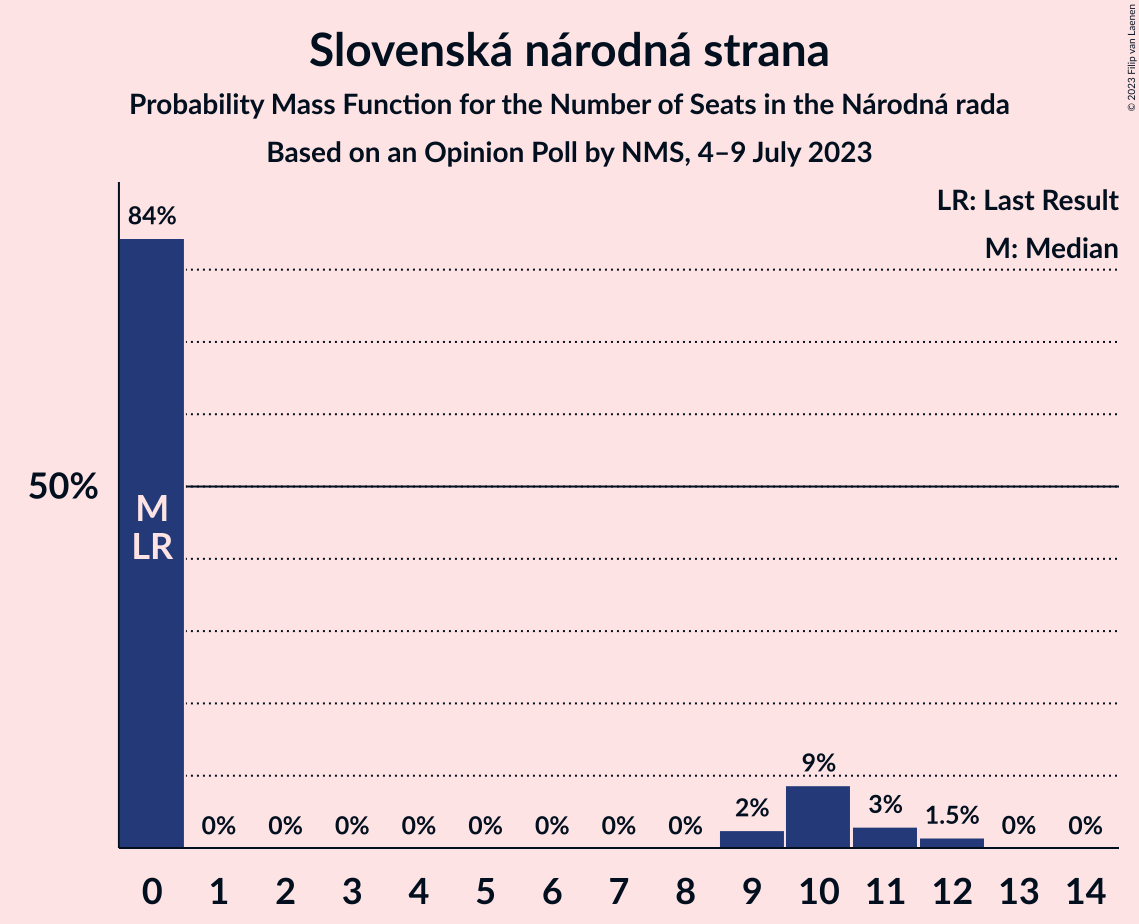 Slovenská národná strana
Probability Mass Function for the Number of Seats in the Národná rada
Based on an Opinion Poll by NMS, 4–9 July 2023
© 2023 Filip van Laenen
LR: Last Result
M: Median
84%
50%
M
LR
0% 0% 0% 0% 0% 0% 0% 0% 2% 9% 3% 1.5% 0% 0%
0 1 2 3 4 5 6 7 8 9 10 11 12 13 14